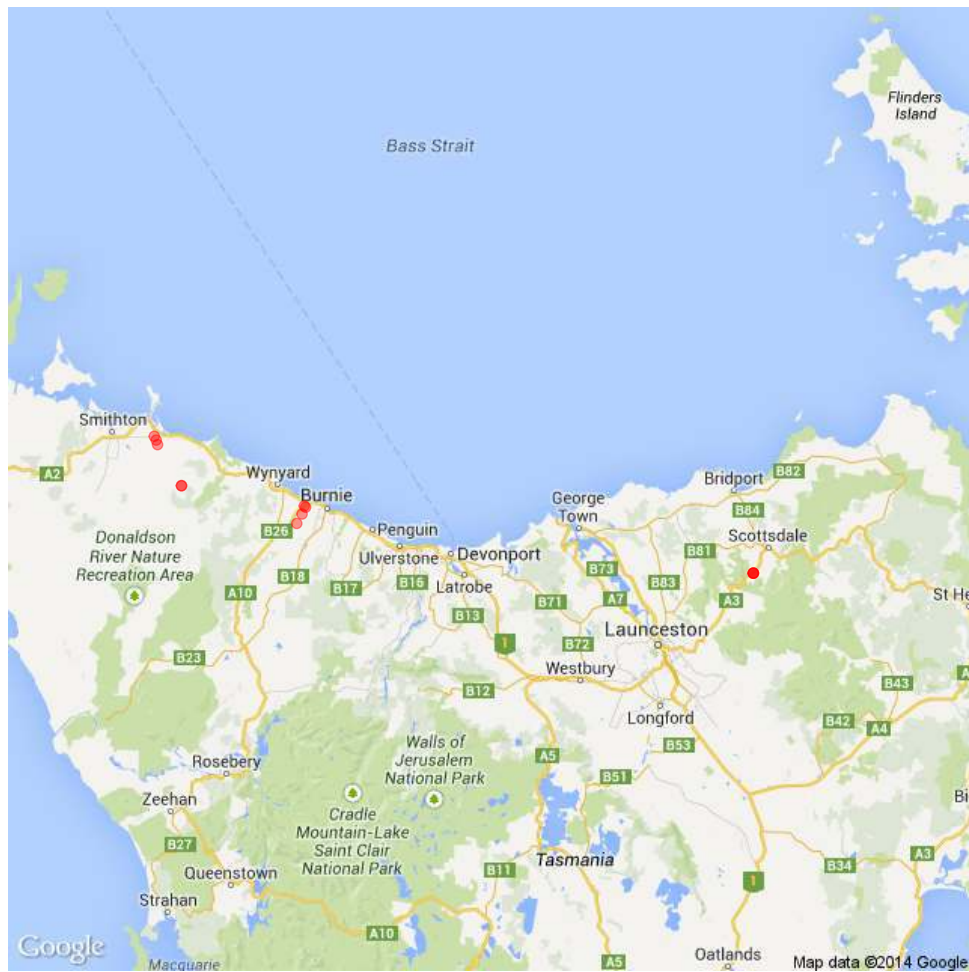 Flinders
Island
Bass Strait
Smithton
A2
Wynyard
Burnie
B26
Penguin
Ulverstone
Devonport
Latrobe
George
Town
Bridport
B82
B84
Scottsdale
B81
Donaldson
River Nature
Recreation Area
A10
B18
B17
B16
B13
B73
B83
A7
A3
B71
St He
Launceston
B72
1
B23
Westbury
B12
Longford
B43
A
B42
A4
B53
A5
B51
Walls of
Jerusalem
National Park
Rosebery
Zeehan
Cradle
Mountain-Lake
Saint Clair
National Park
Bi
B27
Queenstown
Tasmania
B11
B34
A3
1
Strahan
A10
A5
Oatlands
Google
Macquarie
Map data ©2014 Google